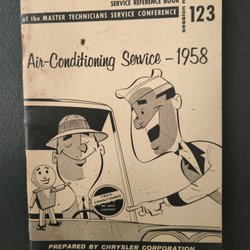 SERVICE REFERENCE BOOK
of the MASTER TECHNICIANS SERVICE CONFERENCE
SESSION
123
Air-Conditioning Service - 1958
PREPARED BY CHRYSLER CORPORATION